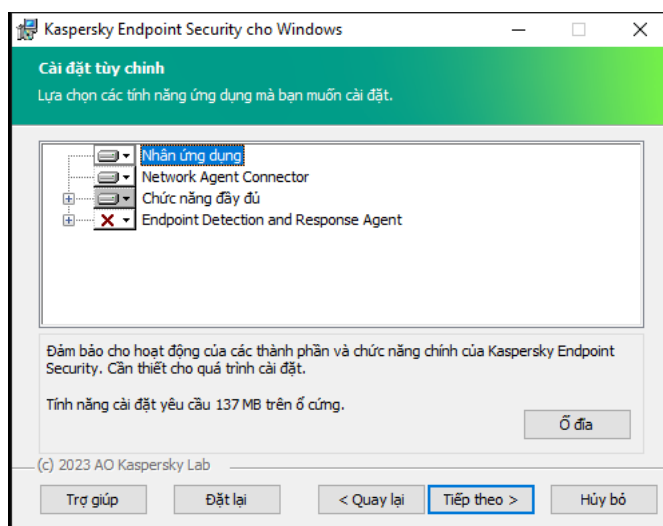 Kaspersky Endpoint Security cho Windows
Cài đặt tùy chỉnh
Lựa chọn các tính năng ứng dụng mà bạn muốn cài đặt.
Nhân ứng dụng
Network Agent Connector
Chức năng đầy đủ
Endpoint Detection and Response Agent
Đảm bảo cho hoạt động của các thành phần và chức năng chính của Kaspersky Endpoint
Security. Cần thiết cho quá trình cài đặt.
Tính năng cài đặt yêu cầu 137 MB trên ổ cứng.
Ổ đĩa
(c) 2023 AO Kaspersky Lab
Trợ giúp
Đặt lại
< Quay lại
Tiếp theo >
Hủy bỏ